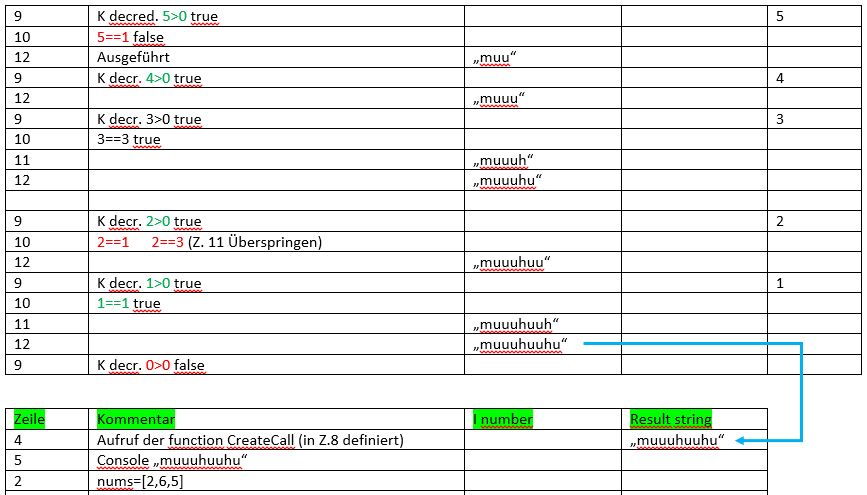 9 K decred. 5>0 true 5
10 5==1 false
12 Ausgeführt „muu“
9 K decr. 4>0 true 4
12 „muuu“
9 K decr. 3>0 true 3
10 3==3 true
11 „muuuh“
12 „muuuhu“
9 K decr. 2>0 true 2
10 2==1 2==3 (Z. 11 Überspringen)
12 „muuuhuu“
9 K decr. 1>0 true 1
10 1==1 true
11 „muuuhuuh“
12 „muuuhuuhu“
9 K decr. 0>0 false
Zeile Kommentar I number Result string
4 Aufruf der function CreateCall (in Z.8 definiert) „muuuhuuhu“
5 Console „muuuhuuhu“
2 nums=[2,6,5]